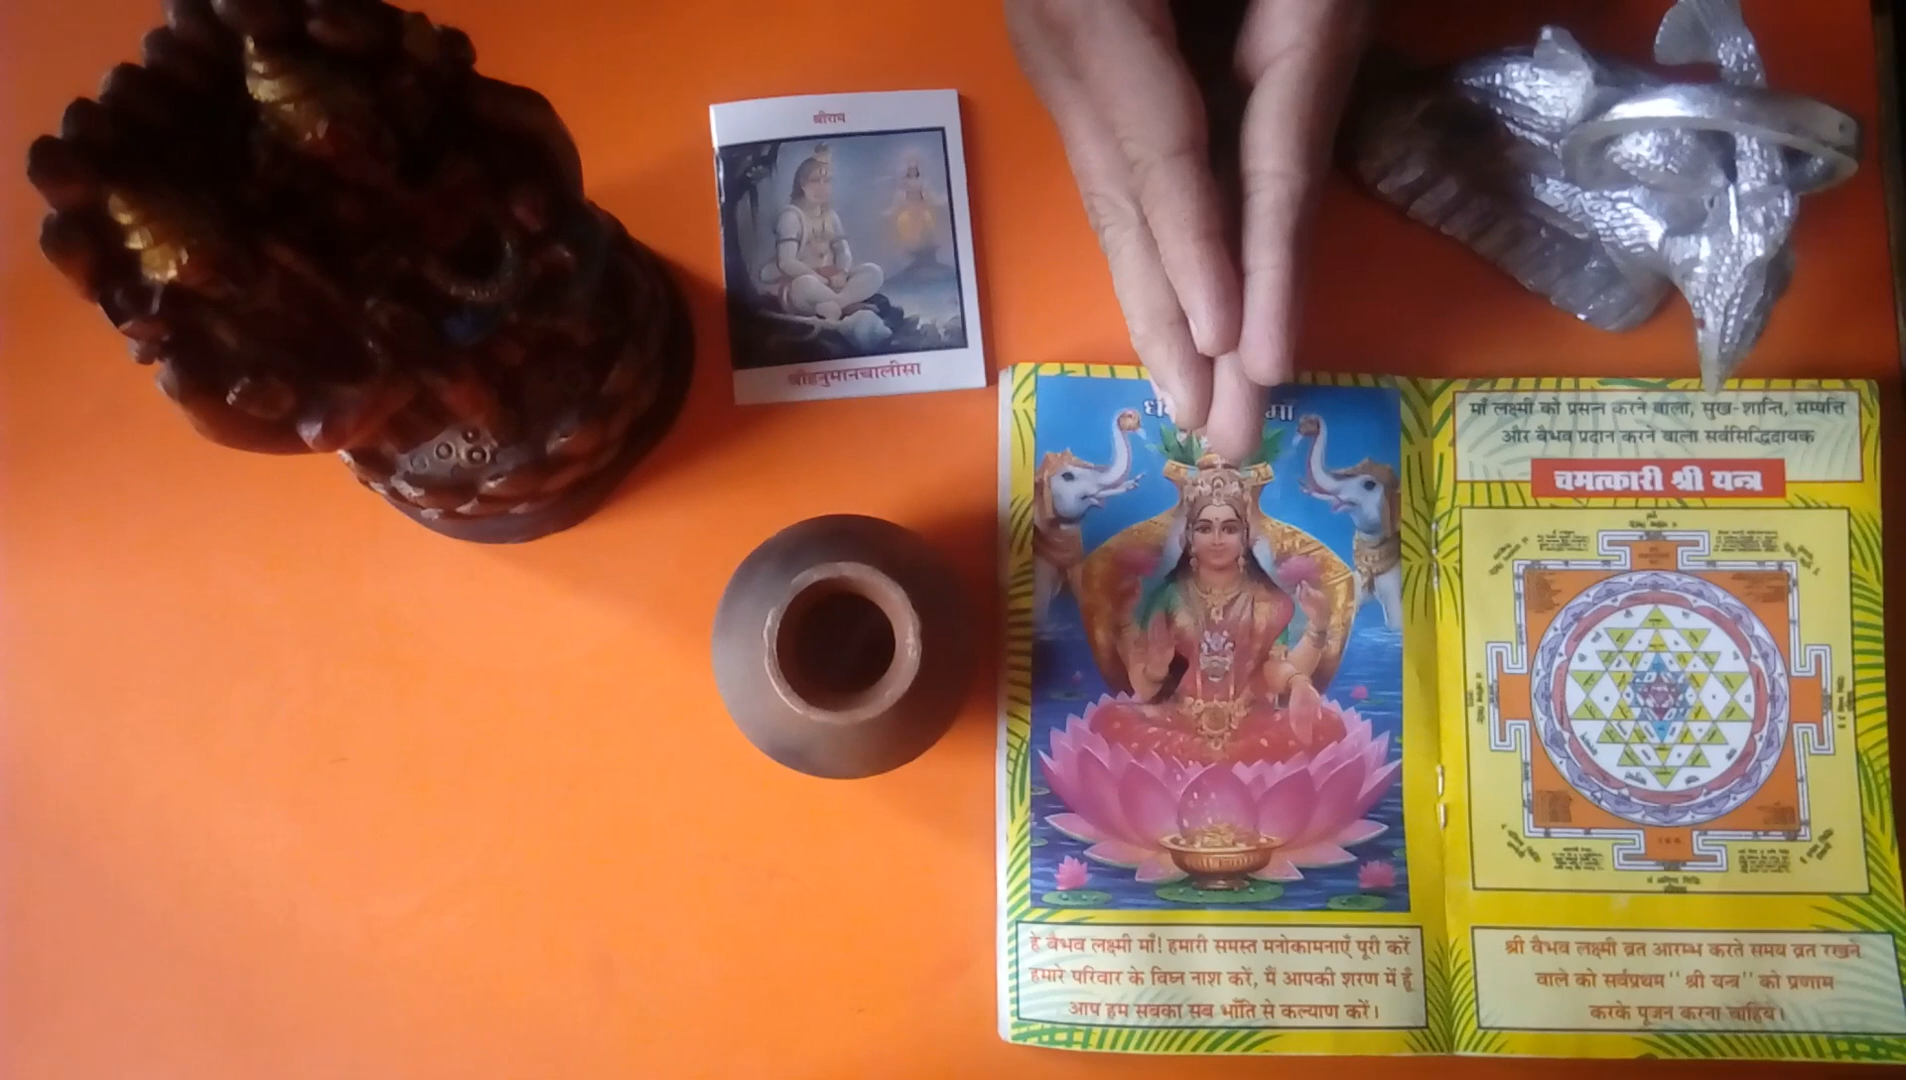 श्रीराम
श्रीहनुमानचालीसा
माँ
हे वैभव लक्ष्मी माँ! हमारी समस्त मनोकामनाएँ पूरी करें
हमारे परिवार के विघ्न नाश करें, मैं आपकी शरण में हूँ
आप हम सबका सब भाँति से कल्याण करें।
माँ लक्ष्मी को प्रसन्न करने वाला, सुख-शान्ति, सम्पत्ति
और वैभव प्रदान करने वाला सर्वसिद्धिदायक
चमत्कारी श्री यन्त्र
श्री वैभव लक्ष्मी व्रत आरम्भ करते समय व्रत रखने
वाले को सर्वप्रथम "श्री यन्त्र" को प्रणाम
करके पूजन करना चाहिये।